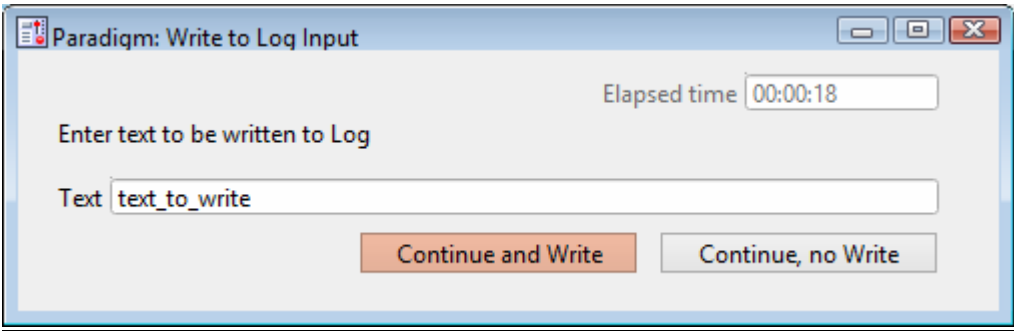 Paradigm: Write to Log Input
Elapsed time 00:00:18
Enter text to be written to Log
Text text_to_write
Continue and Write Continue, no Write